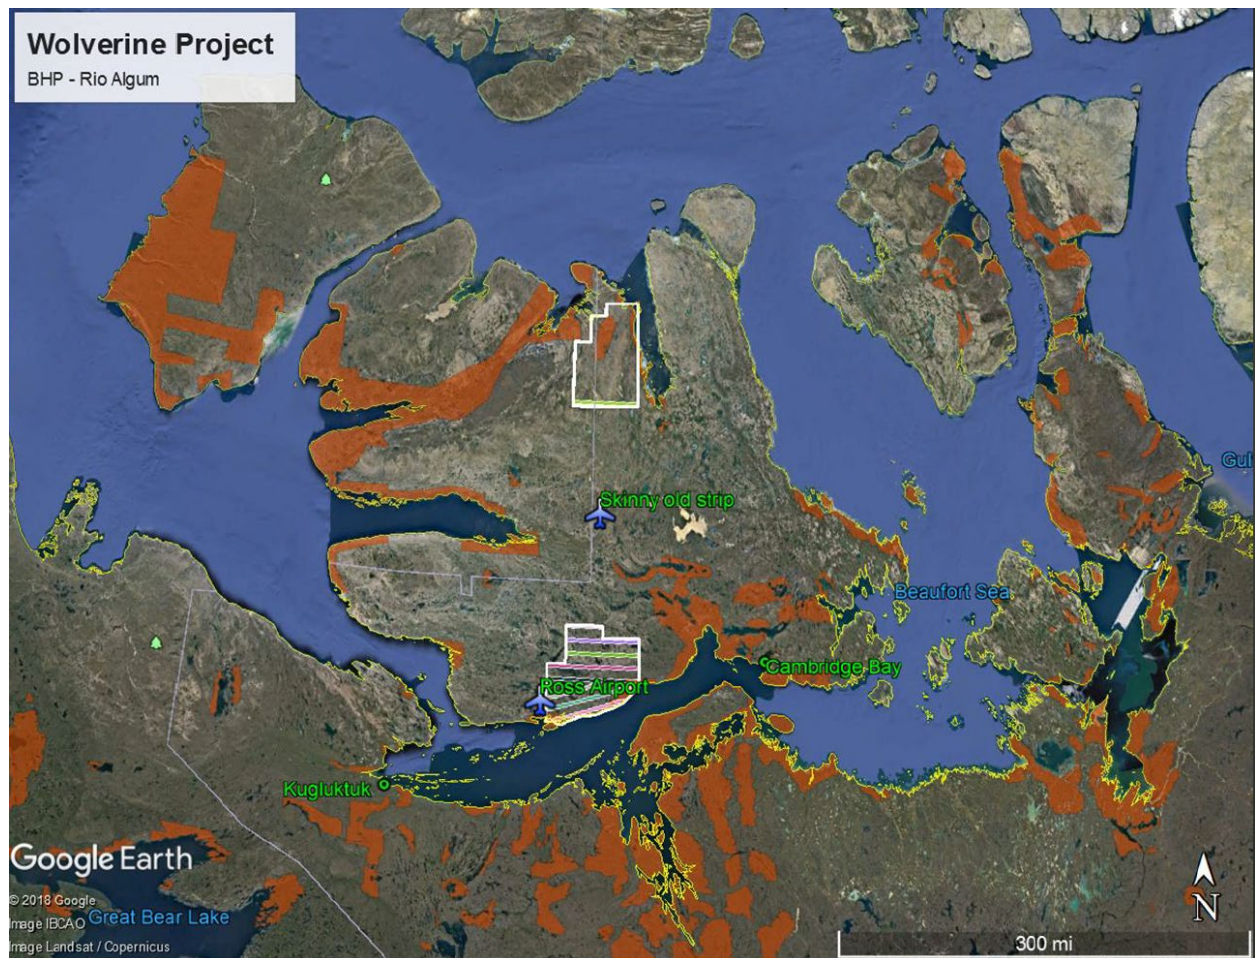 Wolverine Project
BHP - Rio Algum
Gul
Skinny old strip
Beaufort Sea
Cambridge Bay
Ross Airport
Kugluktuk
Google Earth
© 2018 Google
Image IBCAO
Great Bear Lake
Image Landsat / Copernicus
N
300 mi